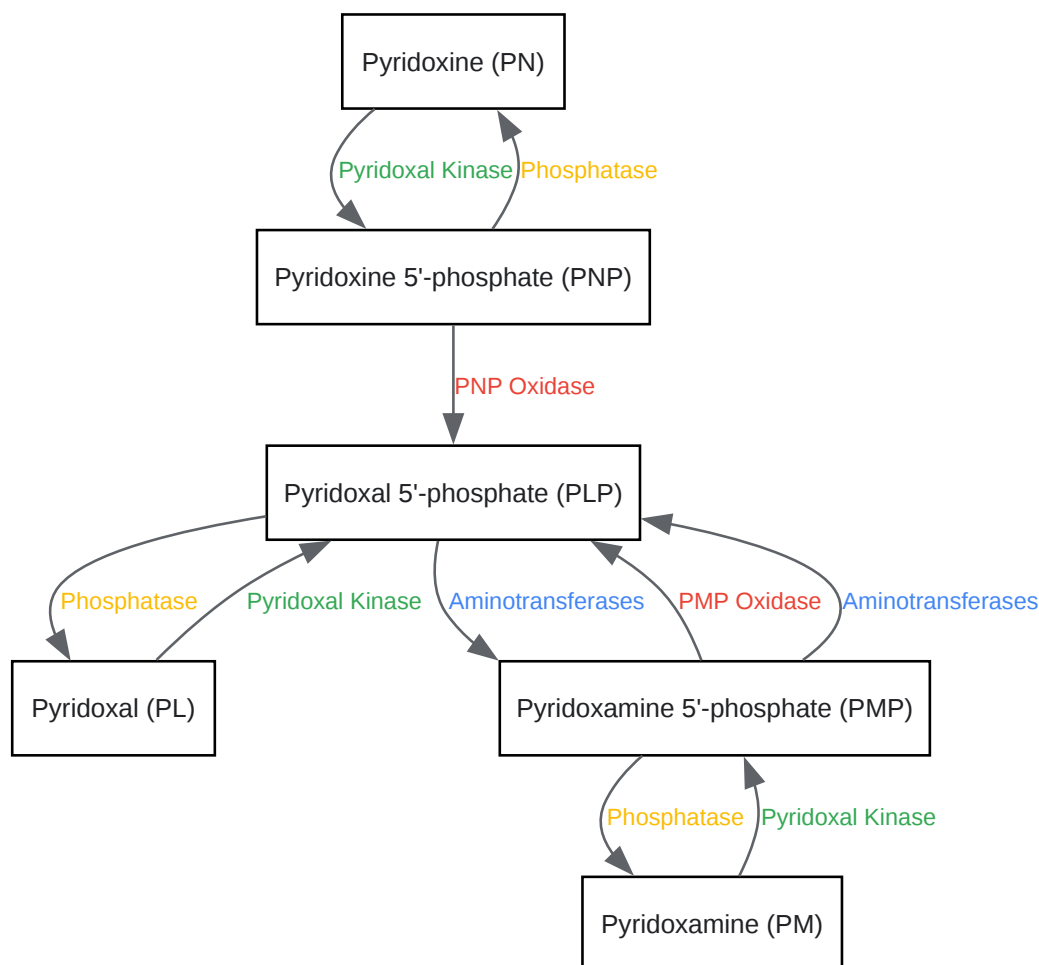 Pyridoxine (PN)
Pyridoxal Kinase
Phosphatase
Pyridoxine 5'-phosphate (PNP)
PNP Oxidase
Pyridoxal 5'-phosphate (PLP)
Phosphatase
Pyridoxal Kinase
Aminotransferases
PMP Oxidase
Aminotransferases
Pyridoxal (PL)
Pyridoxamine 5'-phosphate (PMP)
Phosphatase
Pyridoxal Kinase
Pyridoxamine (PM)